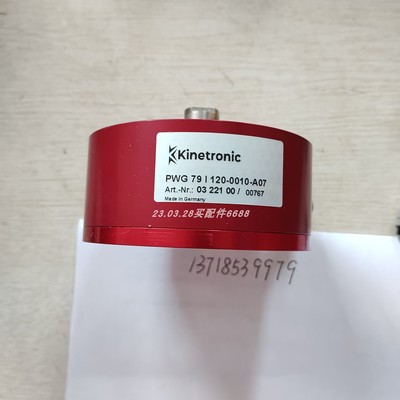 Kinetronic
PWG 79 I 120-0010-A07
Art.-Nr.: 03 221 00 / 00767
Made in Germany
23.03.28买配件6688
13718539979